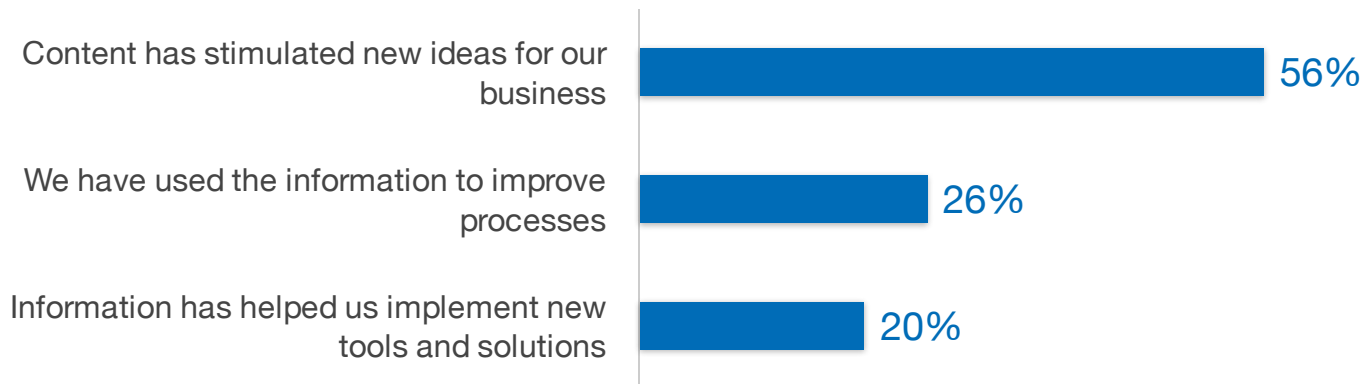 Content has stimulated new ideas for our
business
56%
We have used the information to improve
processes
26%
Information has helped us implement new
tools and solutions
20%